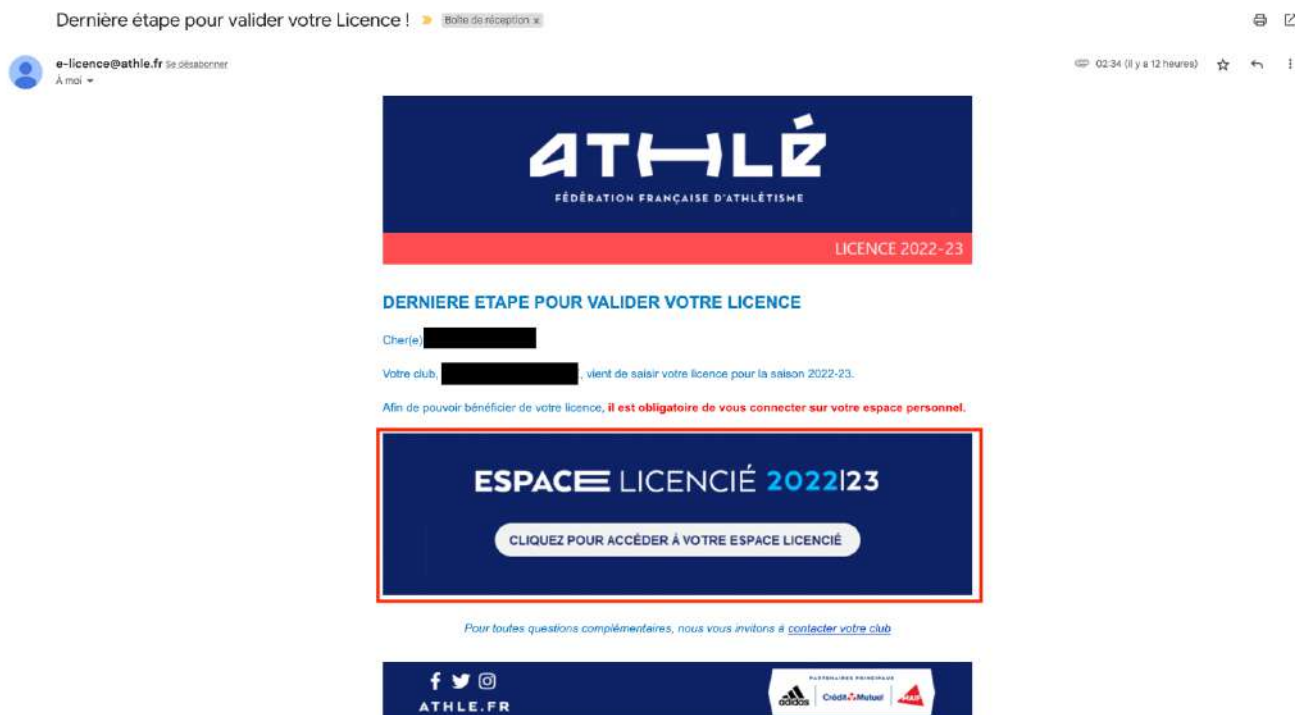 Dernière étape pour valider votre Licence !
Boîte de réception x
e-licence@athle.fr Se désabonner
02:34 (il y a 12 heures)
À moi
ATHLÉ
FÉDÉRATION FRANÇAISE D'ATHLÉTISME
LICENCE 2022-23
DERNIERE ETAPE POUR VALIDER VOTRE LICENCE
Cher(e)
Votre club, , vient de saisir votre licence pour la saison 2022-23.
Afin de pouvoir bénéficier de votre licence, il est obligatoire de vous connecter sur votre espace personnel.
ESPACE LICENCIÉ 2022|23
CLIQUEZ POUR ACCÉDER À VOTRE ESPACE LICENCIÉ
Pour toutes questions complémentaires, nous vous invitons à contacter votre club
ATHLE.FR
PARTENAIRES PRINCIPAUX
adidas
Crédit Mutuel
MAIF